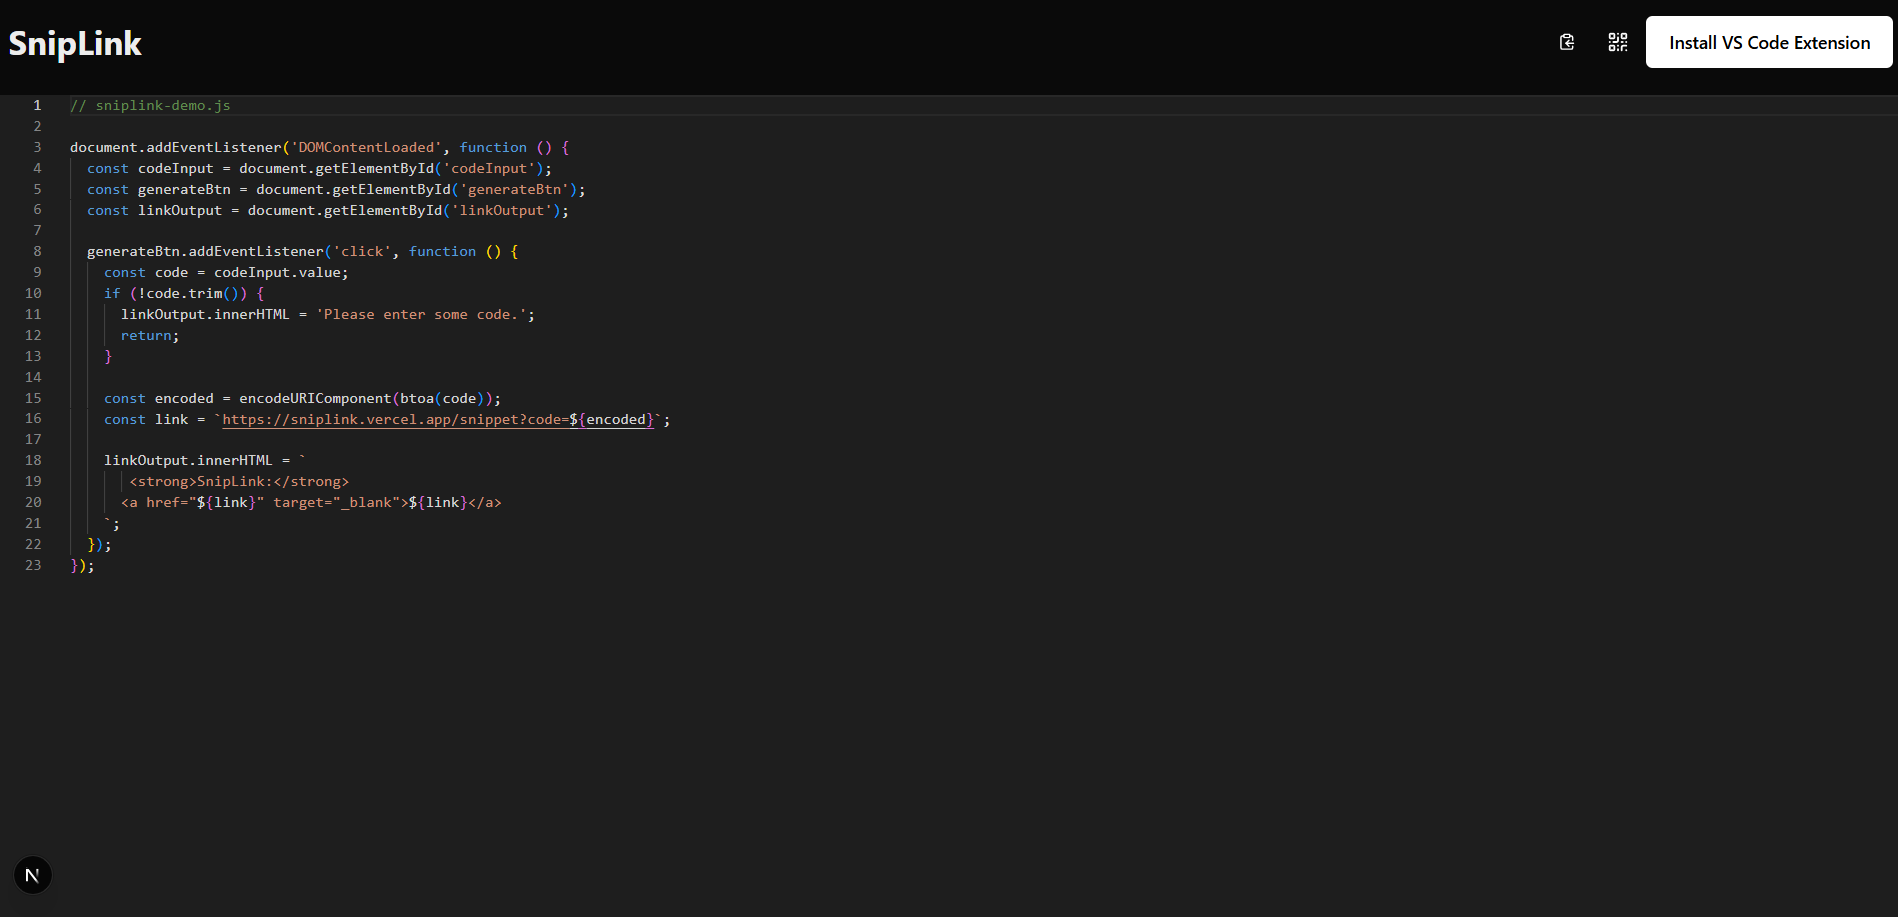 SnipLink
Install VS Code Extension
1 // sniplink-demo.js
2
3 document.addEventListener('DOMContentLoaded', function () {
4   const codeInput = document.getElementById('codeInput');
5   const generateBtn = document.getElementById('generateBtn');
6   const linkOutput = document.getElementById('linkOutput');
7
8   generateBtn.addEventListener('click', function () {
9     const code = codeInput.value;
10     if (!code.trim()) {
11       linkOutput.innerHTML = 'Please enter some code.';
12       return;
13     }
14
15     const encoded = encodeURIComponent(btoa(code));
16     const link = `https://sniplink.vercel.app/snippet?code=${encoded}`;
17
18     linkOutput.innerHTML = `
19        <strong>SnipLink:</strong>
20       <a href="${link}" target="_blank">${link}</a>
21     `;
22   });
23 });
N